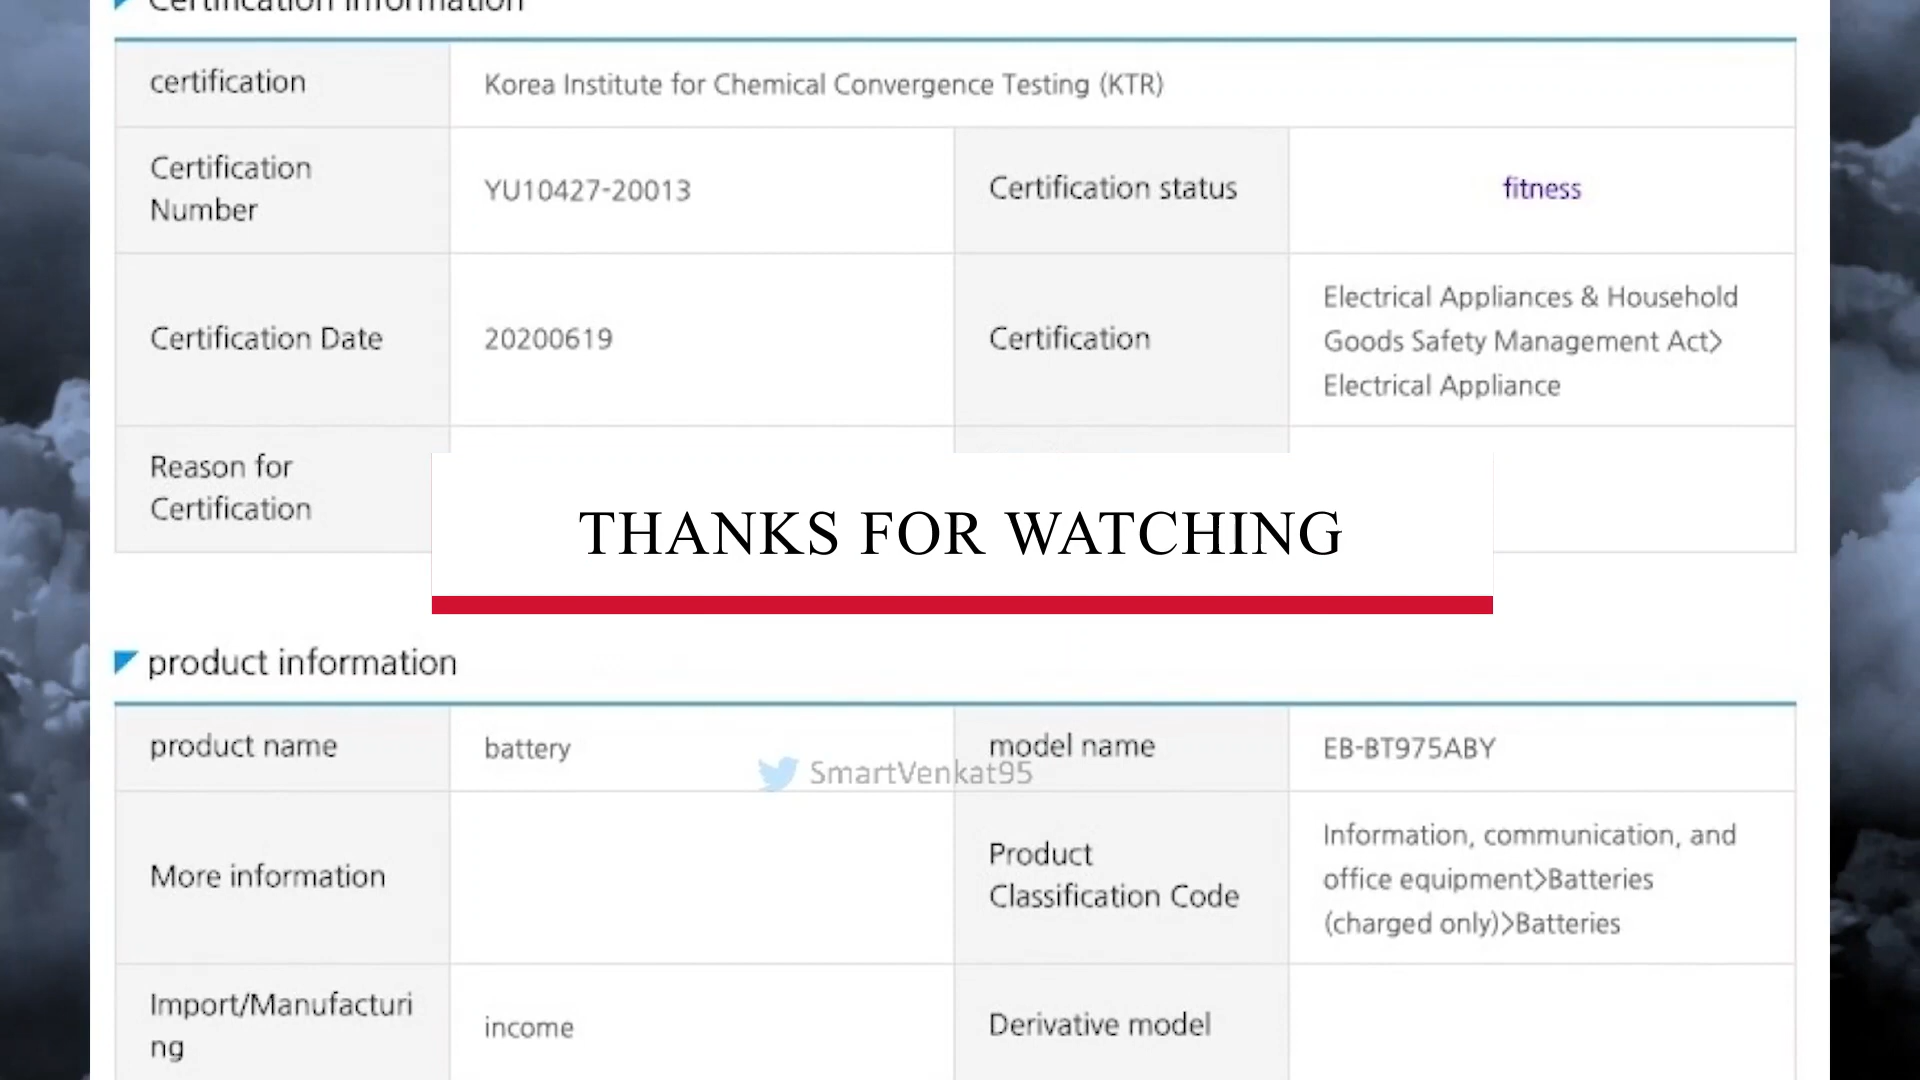 Certification information
certification
Korea Institute for Chemical Convergence Testing (KTR)
Certification
Number
YU10427-20013
Certification status
fitness
Certification Date
20200619
Certification
Electrical Appliances & Household
Goods Safety Management Act>
Electrical Appliance
Reason for
Certification
THANKS FOR WATCHING
product information
product name
battery
model name
EB-BT975ABY
SmartVenkat95
More information
Product
Classification Code
Information, communication, and
office equipment>Batteries
(charged only)>Batteries
Import/Manufacturi
ng
income
Derivative model